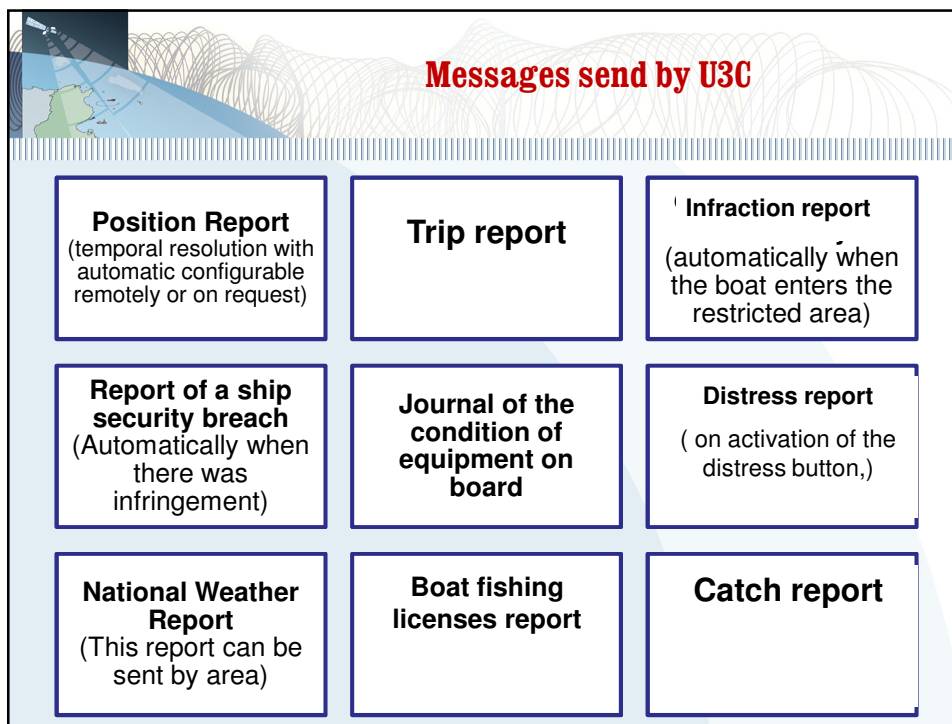 Messages send by U3C
Position Report
(temporal resolution with
automatic configurable
remotely or on request)
Trip report
Infraction report
(automatically when
the boat enters the
restricted area)
Report of a ship
security breach
(Automatically when
there was
infringement)
Journal of the
condition of
equipment on
board
Distress report
( on activation of the
distress button,)
National Weather
Report
(This report can be
sent by area)
Boat fishing
licenses report
Catch report